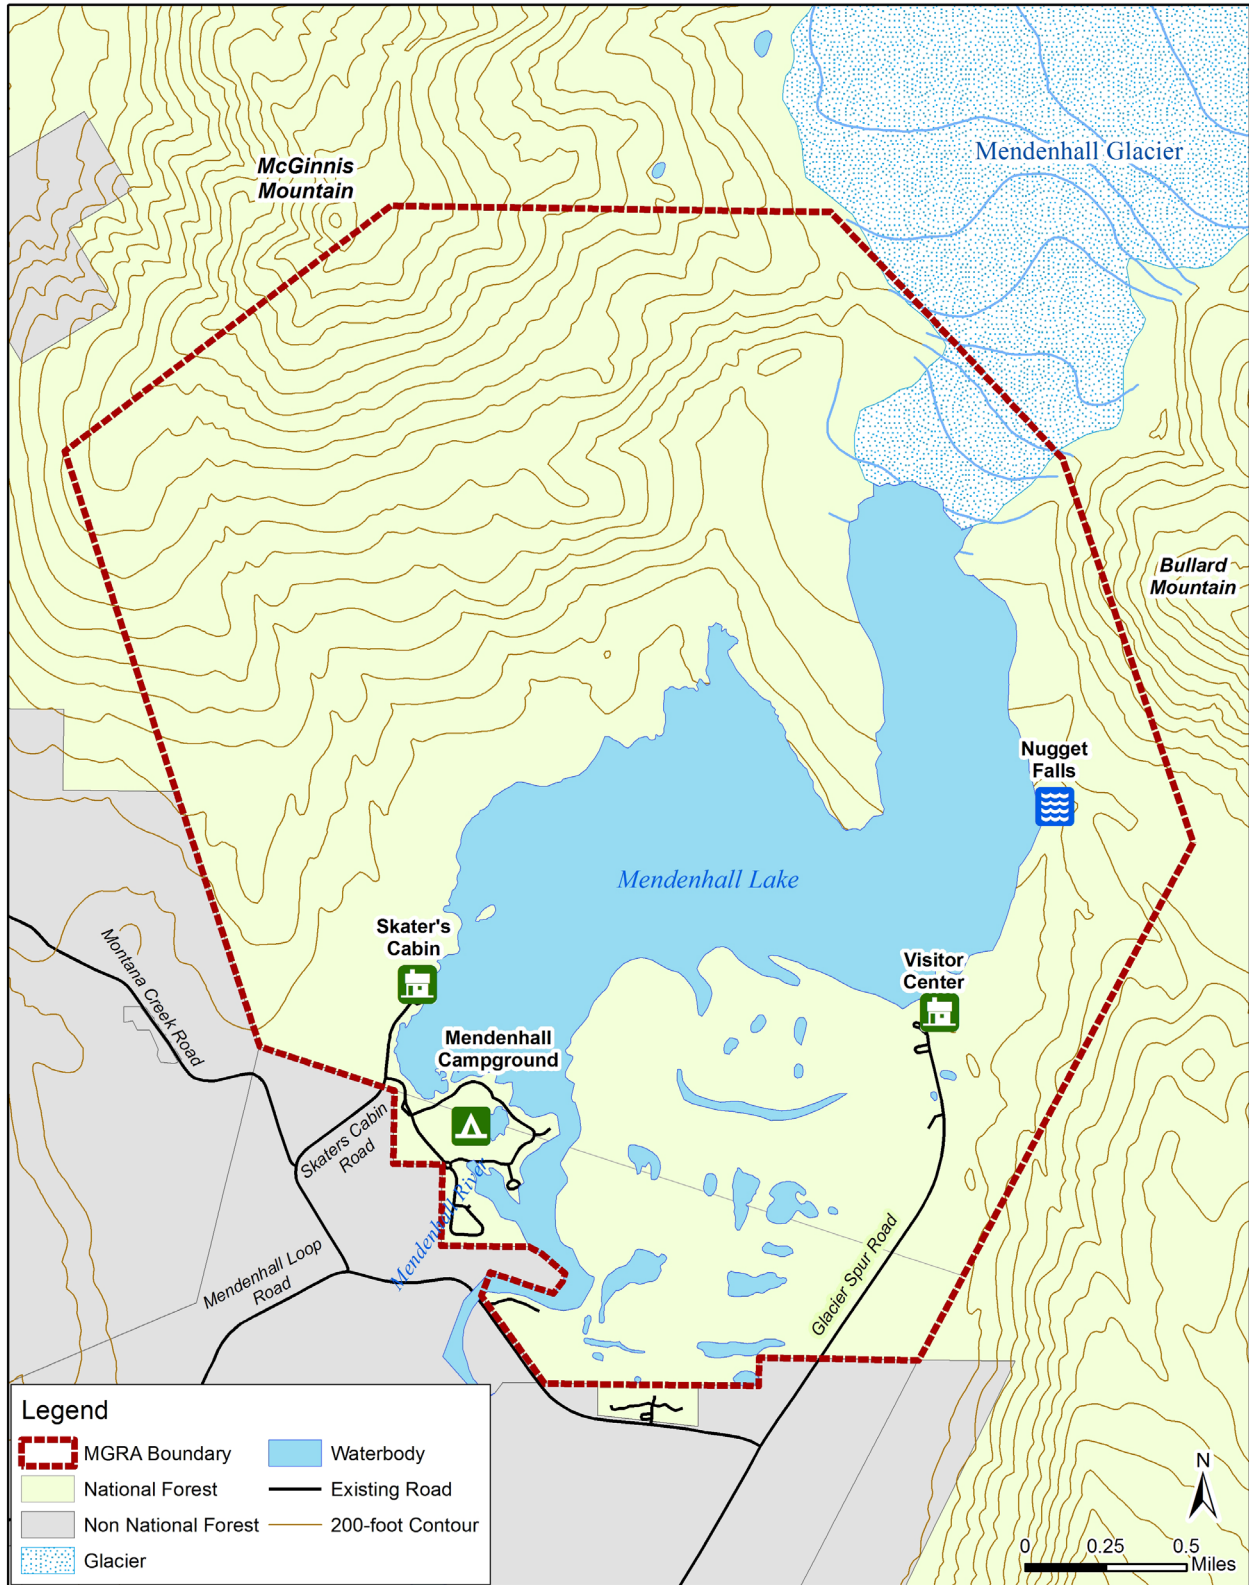 Mendenhall Glacier
McGinnis
Mountain
Bullard
Mountain
Nugget
Falls
Mendenhall Lake
Skater's
Cabin
Visitor
Center
Montana Creek Road
Mendenhall
Campground
Skaters Cabin
Road
Mendenhall River
Mendenhall Loop
Road
Glacier Spur Road
Legend
MGRA Boundary
Waterbody
National Forest
Existing Road
Non National Forest
200-foot Contour
Glacier
N
0 0.25 0.5
Miles